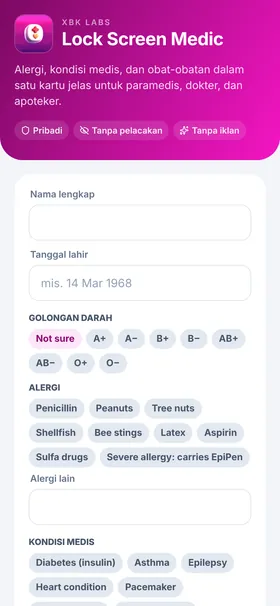 XBK LABS
Lock Screen Medic
Alergi, kondisi medis, dan obat-obatan dalam
satu kartu jelas untuk paramedis, dokter, dan
apoteker.
Pribadi Tanpa pelacakan Tanpa iklan
Nama lengkap
Tanggal lahir
mis. 14 Mar 1968
GOLONGAN DARAH
Not sure A+ A− B+ B− AB+
AB− O+ O−
ALERGI
Penicillin Peanuts Tree nuts
Shellfish Bee stings Latex Aspirin
Sulfa drugs Severe allergy: carries EpiPen
Alergi lain
KONDISI MEDIS
Diabetes (insulin) Asthma Epilepsy
Heart condition Pacemaker